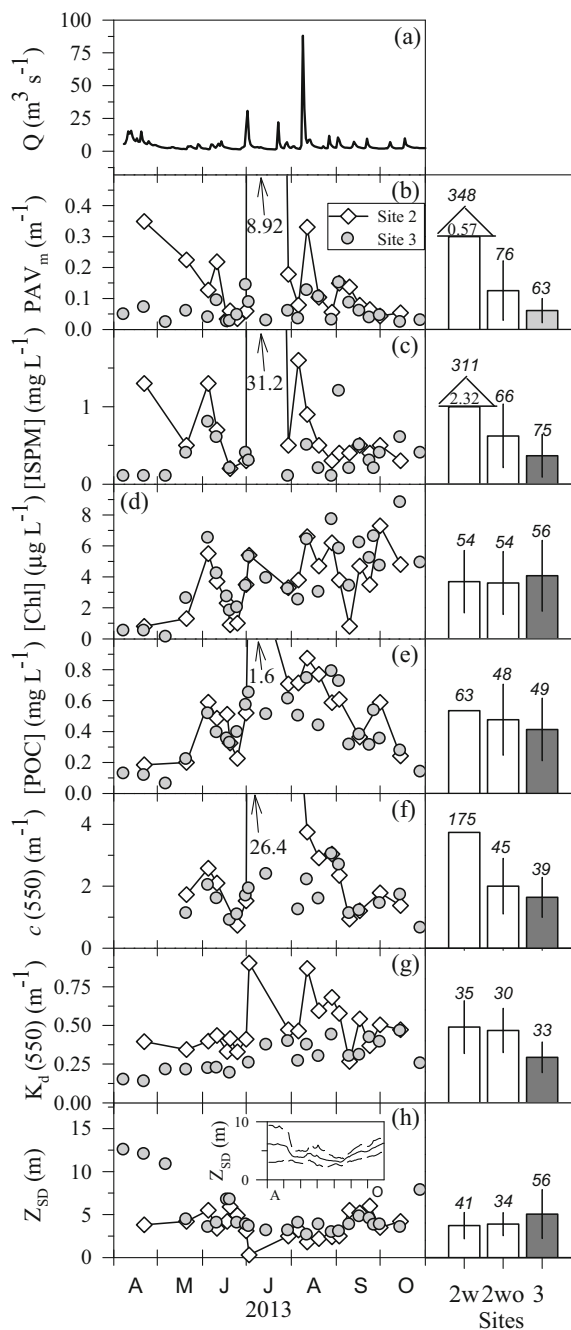 100
75
50
25
0
Q (m³ s⁻¹)
(a)
0.4
0.3
0.2
0.1
0.0
PAVₘ (m⁻¹)
(b)
8.92
Site 2
Site 3
348
0.57
76
63
1
0
[ISPM] (mg L⁻¹)
(c)
31.2
311
2.32
66
75
8
6
4
2
0
[Chl] (µg L⁻¹)
(d)
54
54
56
0.8
0.6
0.4
0.2
0.0
[POC] (mg L⁻¹)
(e)
1.6
63
48
49
4
2
0
c (550) (m⁻¹)
(f)
26.4
175
45
39
0.75
0.50
0.25
0.00
K_d (550) (m⁻¹)
(g)
35
30
33
15
10
5
0
Z_SD (m)
(h)
10
0
Z_SD (m)
A
O
41
34
56
A M J J A S O
2013
2w 2wo 3
Sites